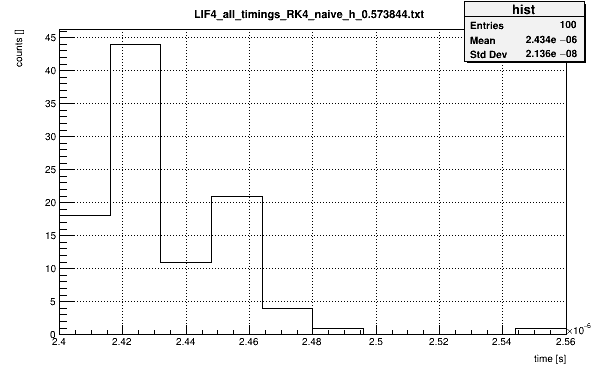 LIF4_all_timings_RK4_naive_h_0.573844.txt
hist
Entries 100
Mean 2.434e −06
Std Dev 2.136e −08
counts []
45
40
35
30
25
20
15
10
5
0
2.4 2.42 2.44 2.46 2.48 2.5 2.52 2.54 2.56
×10⁻⁶
time [s]